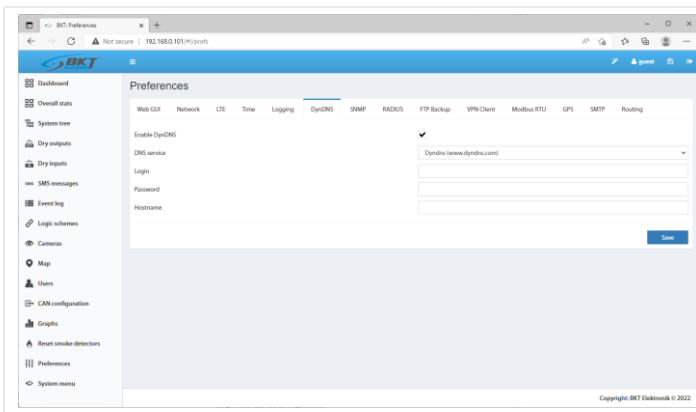 BKT: Preferences
Not secure | 192.168.0.101/#!/prefs
BKT
guest
Dashboard
Overall stats
System tree
Dry outputs
Dry inputs
SMS SMS messages
Event log
Logic schemes
Cameras
Map
Users
CAN configuration
Graphs
Reset smoke detectors
Preferences
System menu
Preferences
Web GUI Network LTE Time Logging DynDNS SNMP RADIUS FTP Backup VPN Client Modbus RTU GPS SMTP Routing
Enable DynDNS
DNS service Dyndns (www.dyndns.com)
Login
Password
Hostname
Save
Copyright: BKT Elektronik © 2022